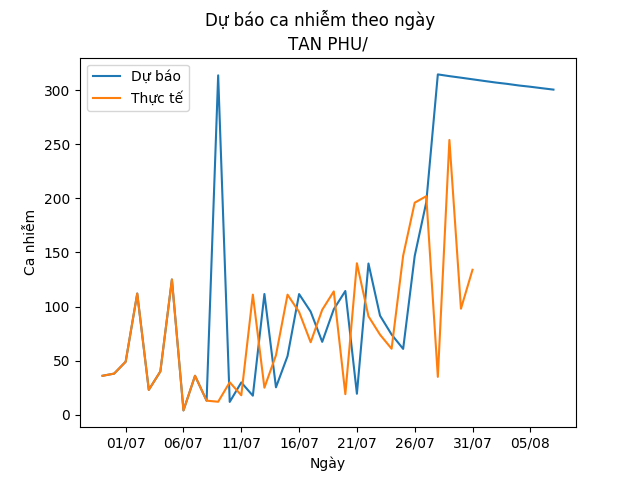 Dự báo ca nhiễm theo ngày
TAN PHU/
Dự báo
Thực tế
300
250
200
150
100
50
0
Ca nhiễm
01/07 06/07 11/07 16/07 21/07 26/07 31/07 05/08
Ngày